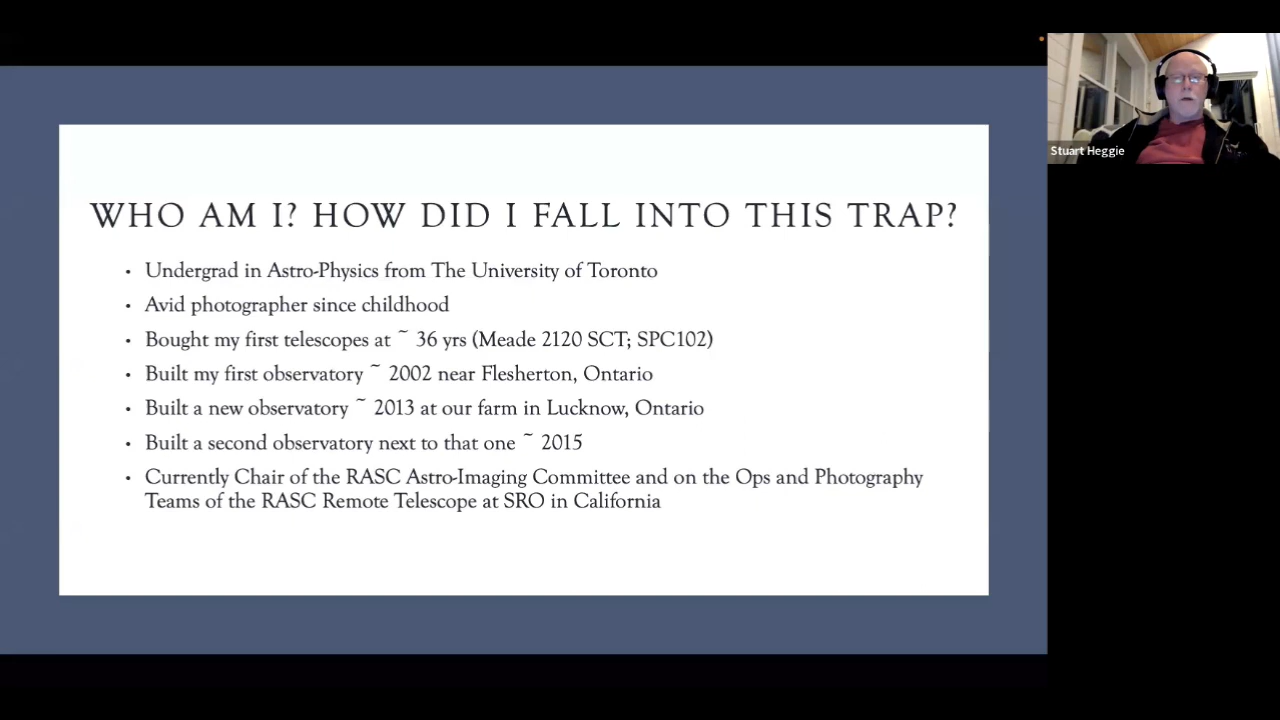 WHO AM I? HOW DID I FALL INTO THIS TRAP?
• Undergrad in Astro-Physics from The University of Toronto
• Avid photographer since childhood
• Bought my first telescopes at ~ 36 yrs (Meade 2120 SCT; SPC102)
• Built my first observatory ~ 2002 near Flesherton, Ontario
• Built a new observatory ~ 2013 at our farm in Lucknow, Ontario
• Built a second observatory next to that one ~ 2015
• Currently Chair of the RASC Astro-Imaging Committee and on the Ops and Photography
Teams of the RASC Remote Telescope at SRO in California
Stuart Heggie